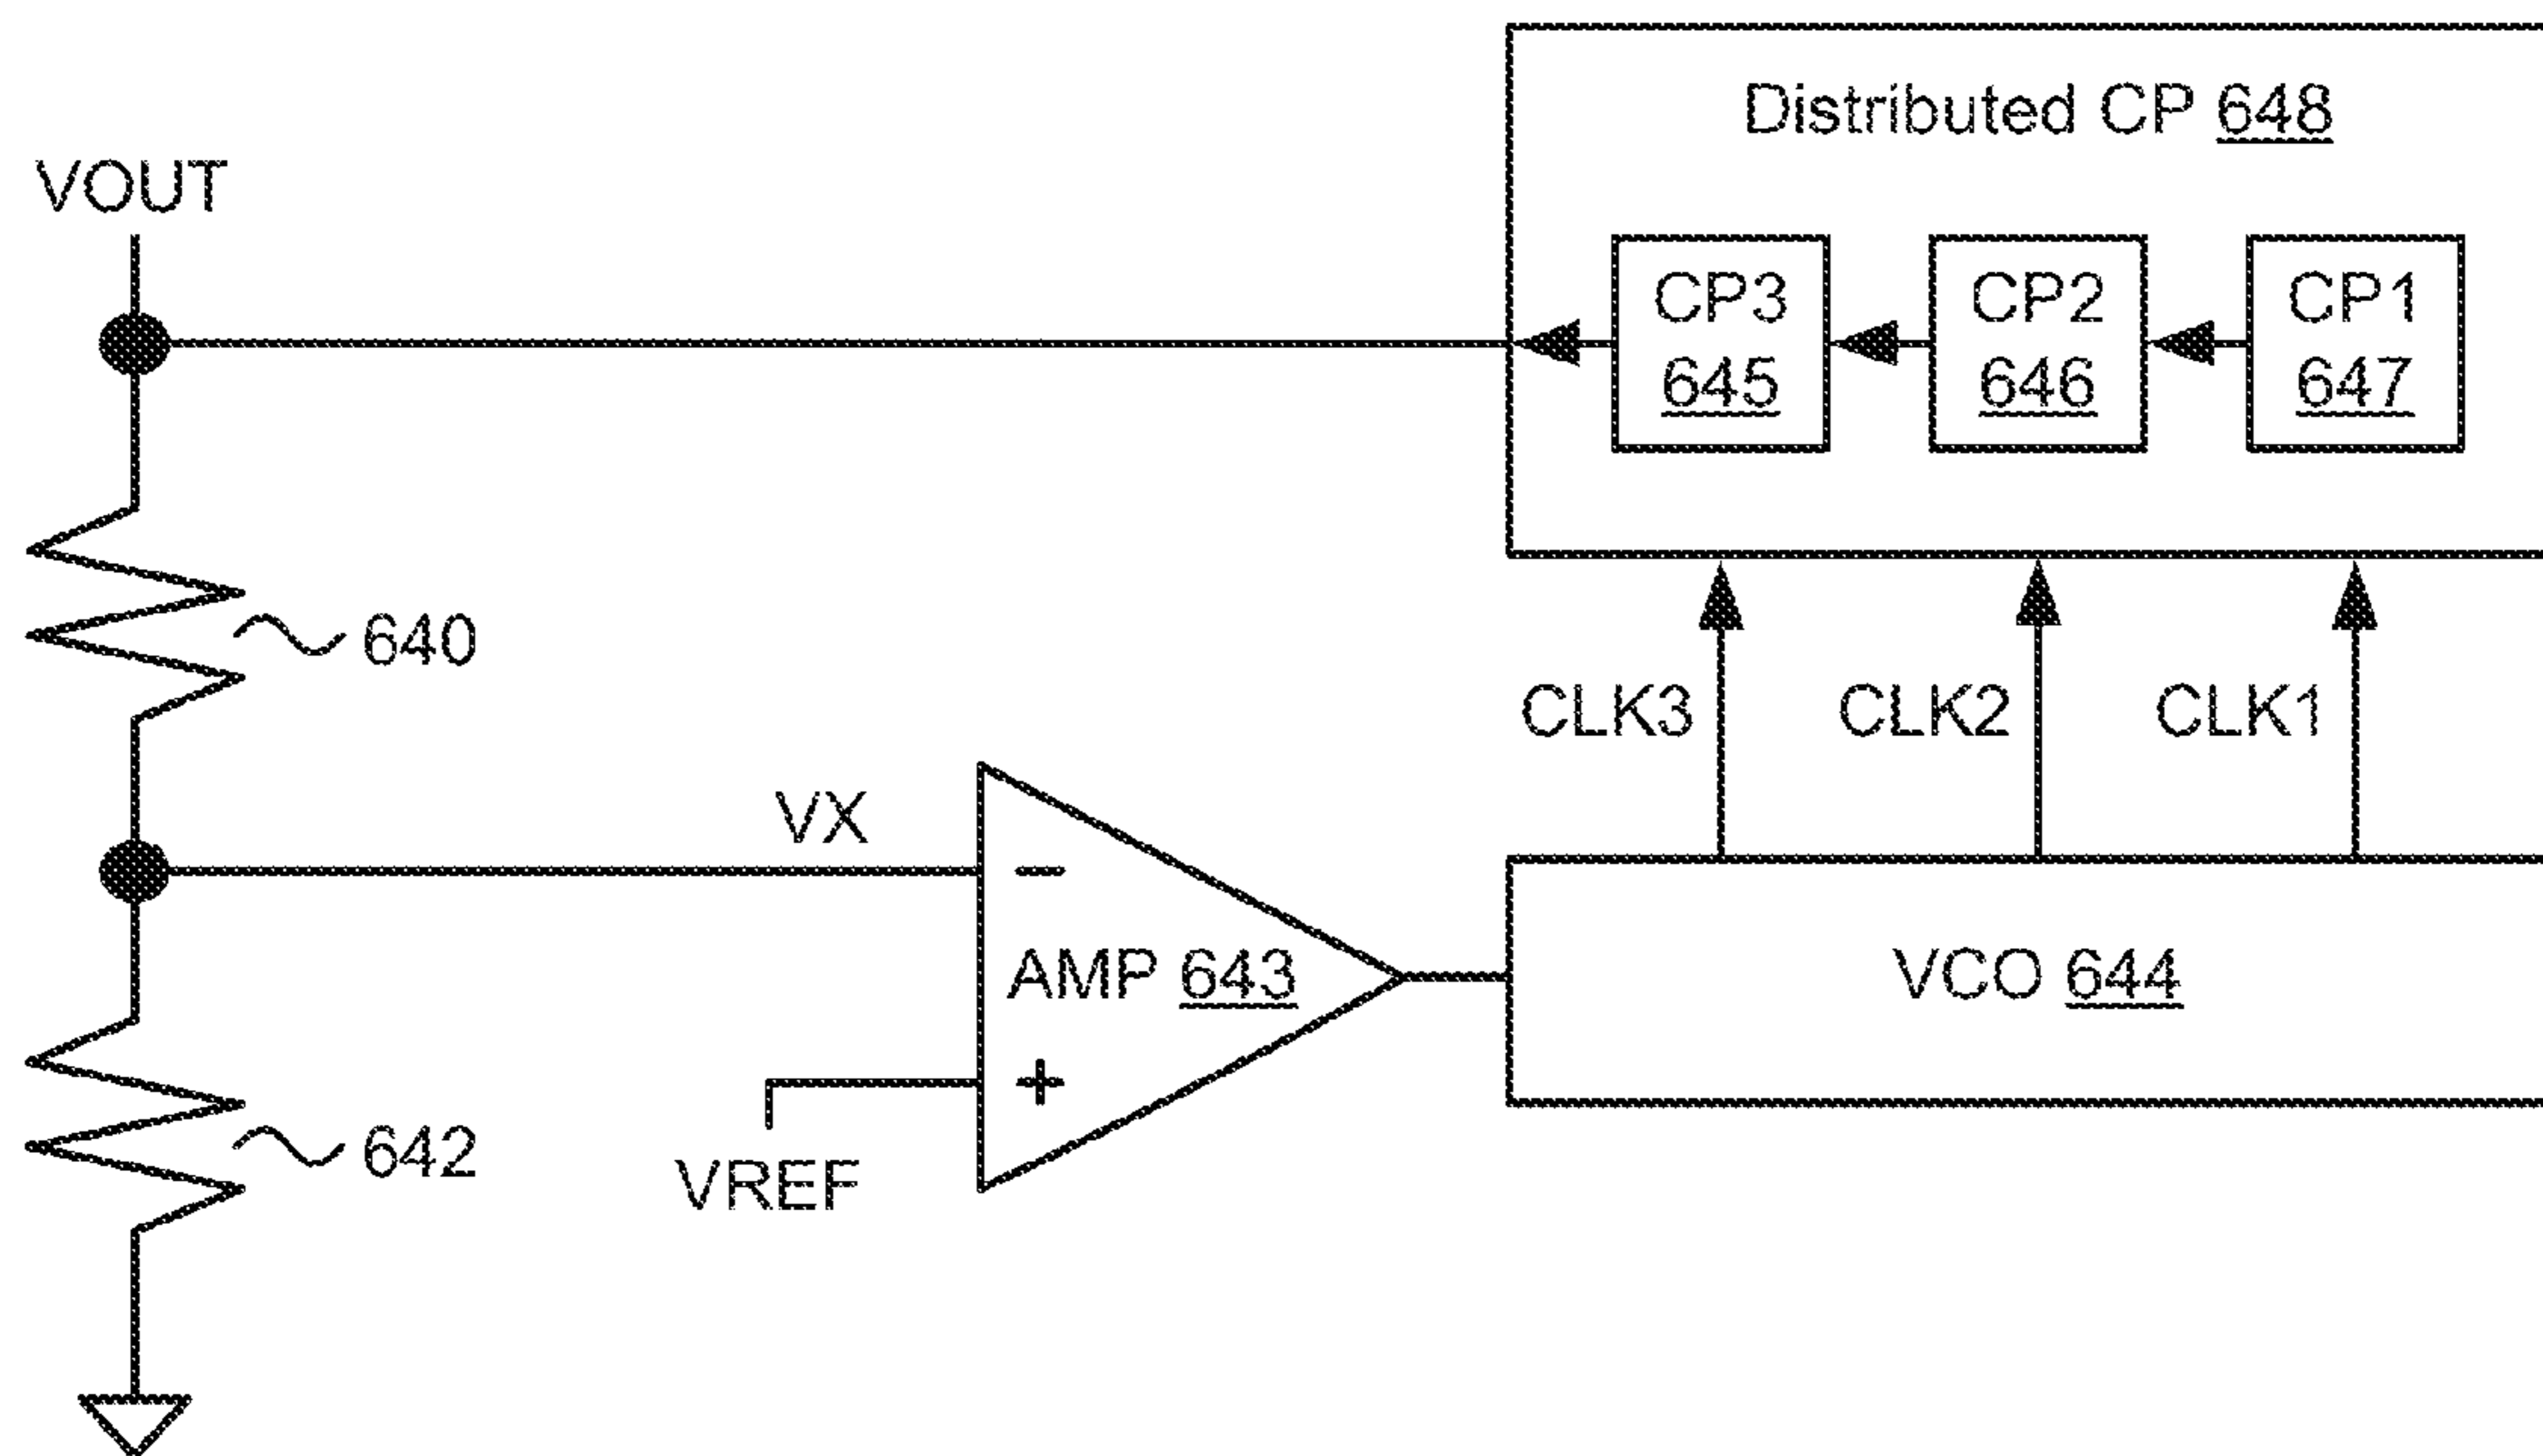 Distributed CP 648
VOUT
CP3
645
CP2
646
CP1
647
640
CLK3
CLK2
CLK1
VX
−
AMP 643
+
VCO 644
642
VREF